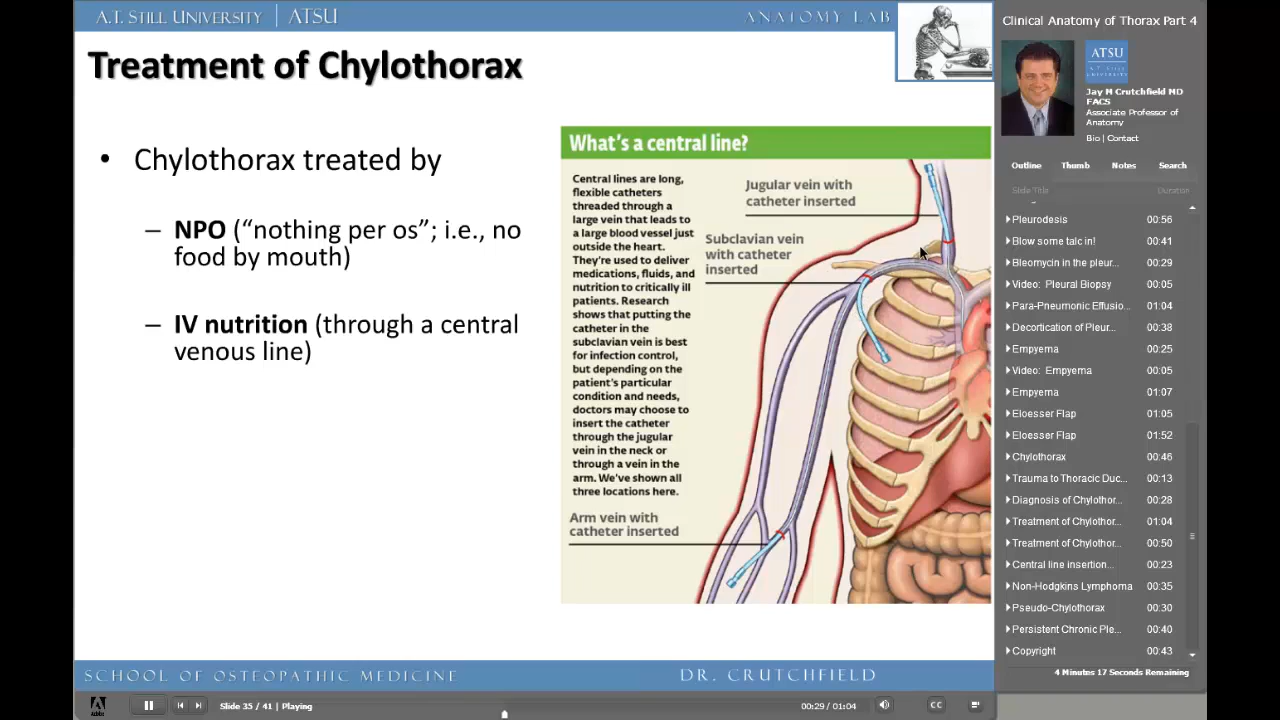 A.T. STILL UNIVERSITY | ATSU
ANATOMY LAB
Treatment of Chylothorax
• Chylothorax treated by
– NPO (“nothing per os”; i.e., no
food by mouth)
– IV nutrition (through a central
venous line)
What's a central line?
Central lines are long,
flexible catheters
threaded through a
large vein that leads to
a large blood vessel just
outside the heart.
They're used to deliver
medications, fluids, and
nutrition to critically ill
patients. Research
shows that putting the
catheter in the
subclavian vein is best
for infection control,
but depending on the
patient's particular
condition and needs,
doctors may choose to
insert the catheter
through the jugular
vein in the neck or
through a vein in the
arm. We've shown all
three locations here.
Jugular vein with
catheter inserted
Subclavian vein
with catheter
inserted
Arm vein with
catheter inserted
SCHOOL OF OSTEOPATHIC MEDICINE
DR. CRUTCHFIELD
Clinical Anatomy of Thorax Part 4
ATSU
A.T. STILL
UNIVERSITY
Jay M Crutchfield MD
FACS
Associate Professor of
Anatomy
Bio | Contact
Outline Thumb Notes Search
Slide Title Duration
Pleurodesis 00:56
Blow some talc in! 00:41
Bleomycin in the pleur... 00:29
Video: Pleural Biopsy 00:05
Para-Pneumonic Effusio... 01:04
Decortication of Pleur... 00:38
Empyema 00:25
Video: Empyema 00:05
Empyema 01:07
Eloesser Flap 01:05
Eloesser Flap 01:52
Chylothorax 00:46
Trauma to Thoracic Duc... 00:13
Diagnosis of Chylothor... 00:28
Treatment of Chylothor... 01:04
Treatment of Chylothor... 00:50
Central line insertion... 00:23
Non-Hodgkins Lymphoma 00:35
Pseudo-Chylothorax 00:30
Persistent Chronic Ple... 00:40
Copyright 00:43
4 Minutes 17 Seconds Remaining
Adobe
Slide 35 / 41 | Playing
00:29 / 01:04
CC